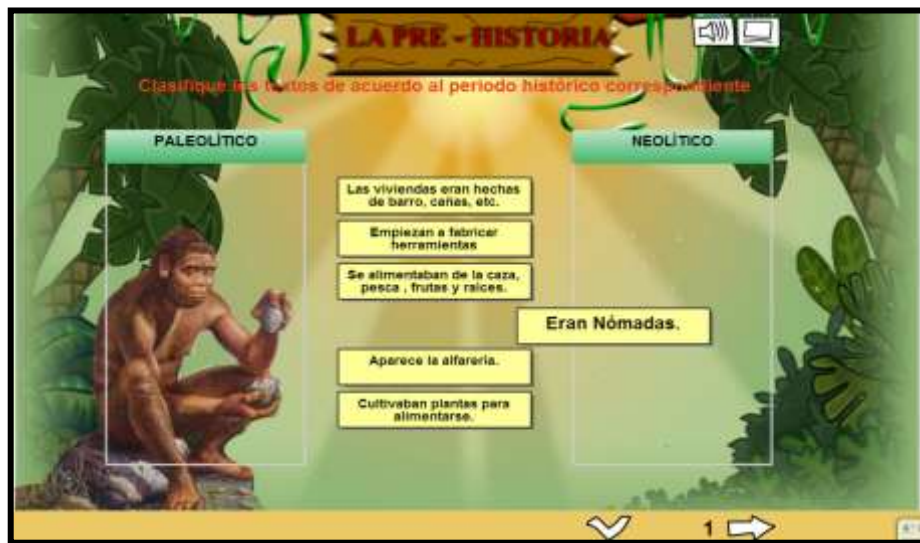 LA PRE - HISTORIA
Clasifique los textos de acuerdo al periodo histórico correspondiente
PALEOLÍTICO
NEOLÍTICO
Las viviendas eran hechas
de barro, cañas, etc.
Empiezan a fabricar
herramientas
Se alimentaban de la caza,
pesca , frutas y raíces.
Eran Nómadas.
Aparece la alfarería.
Cultivaban plantas para
alimentarse.
1